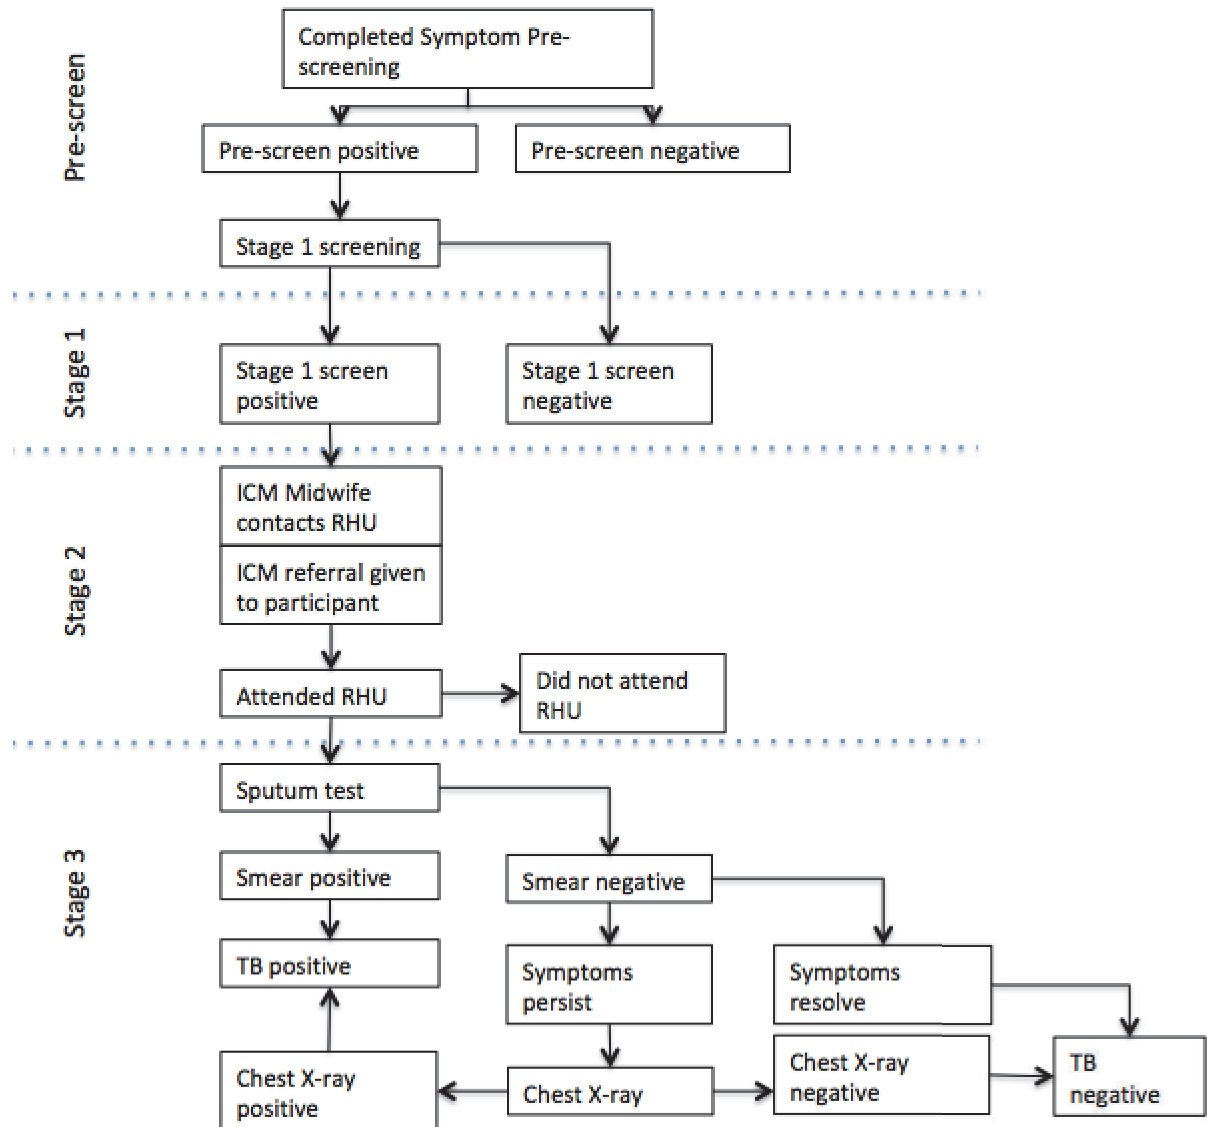 Pre-screen
Completed Symptom Pre-
screening
Pre-screen positive
Pre-screen negative
Stage 1 screening
Stage 1
Stage 1 screen
positive
Stage 1 screen
negative
Stage 2
ICM Midwife
contacts RHU
ICM referral given
to participant
Attended RHU
Did not attend
RHU
Stage 3
Sputum test
Smear positive
Smear negative
TB positive
Symptoms
persist
Symptoms
resolve
Chest X-ray
positive
Chest X-ray
Chest X-ray
negative
TB
negative